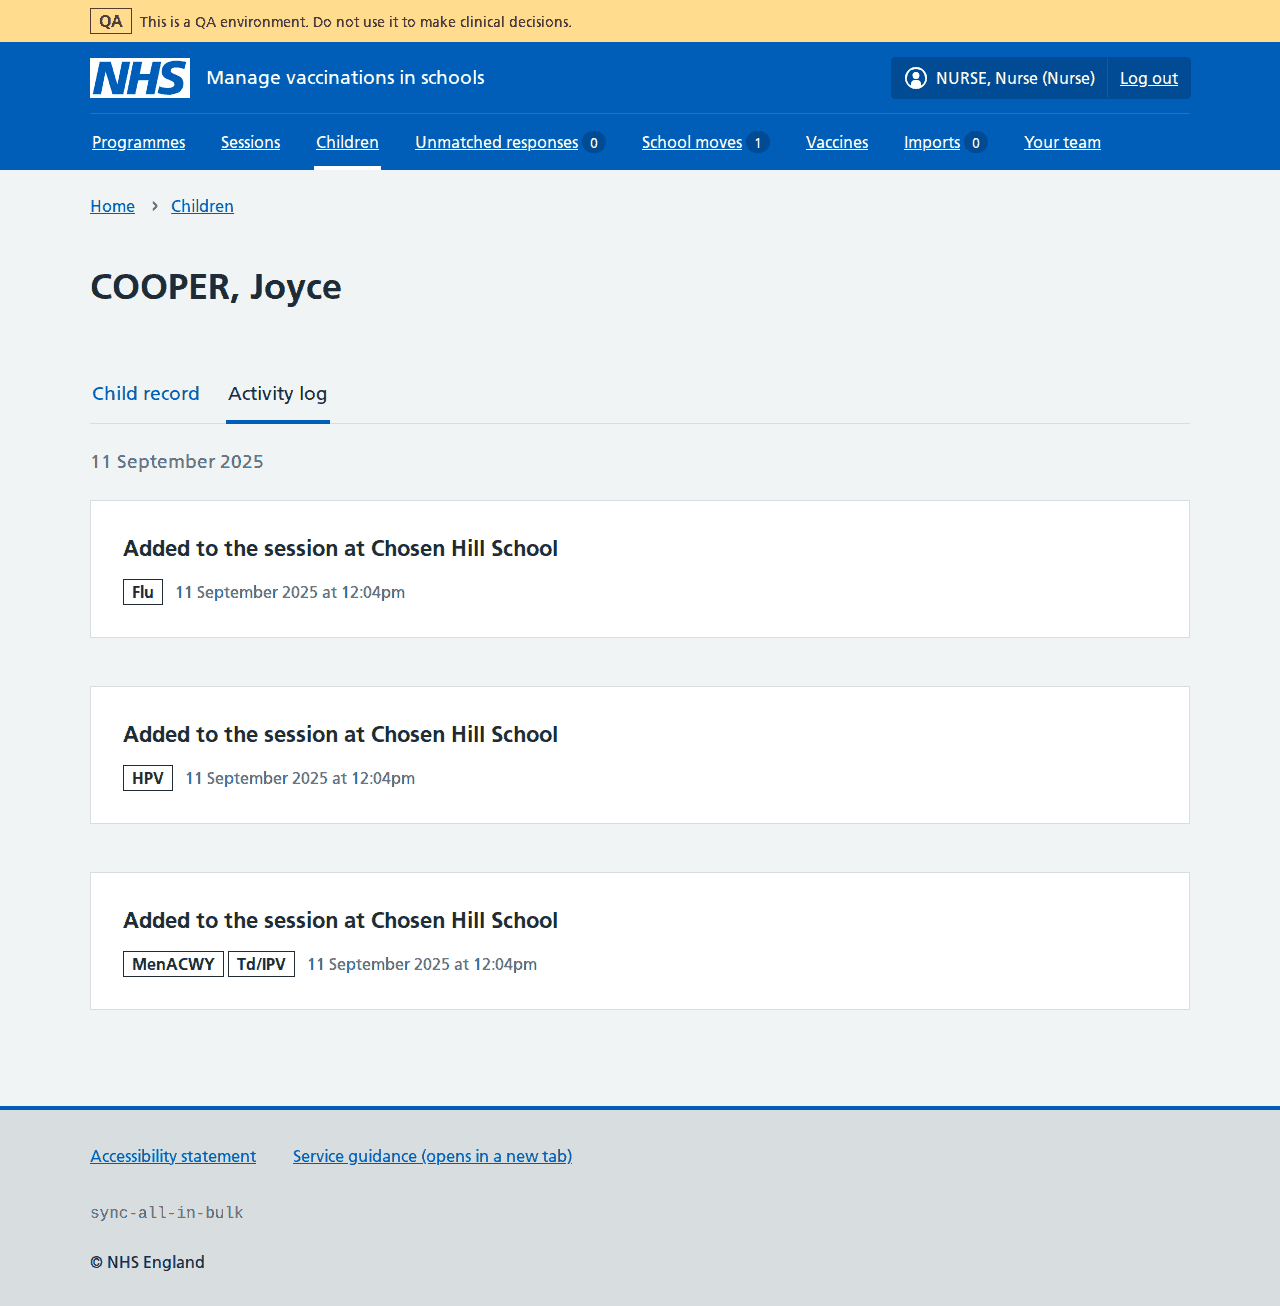 QA This is a QA environment. Do not use it to make clinical decisions.
NHS Manage vaccinations in schools NURSE, Nurse (Nurse) Log out
Programmes Sessions Children Unmatched responses 0 School moves 1 Vaccines Imports 0 Your team
Home › Children
COOPER, Joyce
Child record Activity log
11 September 2025
Added to the session at Chosen Hill School
Flu 11 September 2025 at 12:04pm
Added to the session at Chosen Hill School
HPV 11 September 2025 at 12:04pm
Added to the session at Chosen Hill School
MenACWY Td/IPV 11 September 2025 at 12:04pm
Accessibility statement Service guidance (opens in a new tab)
sync-all-in-bulk
© NHS England